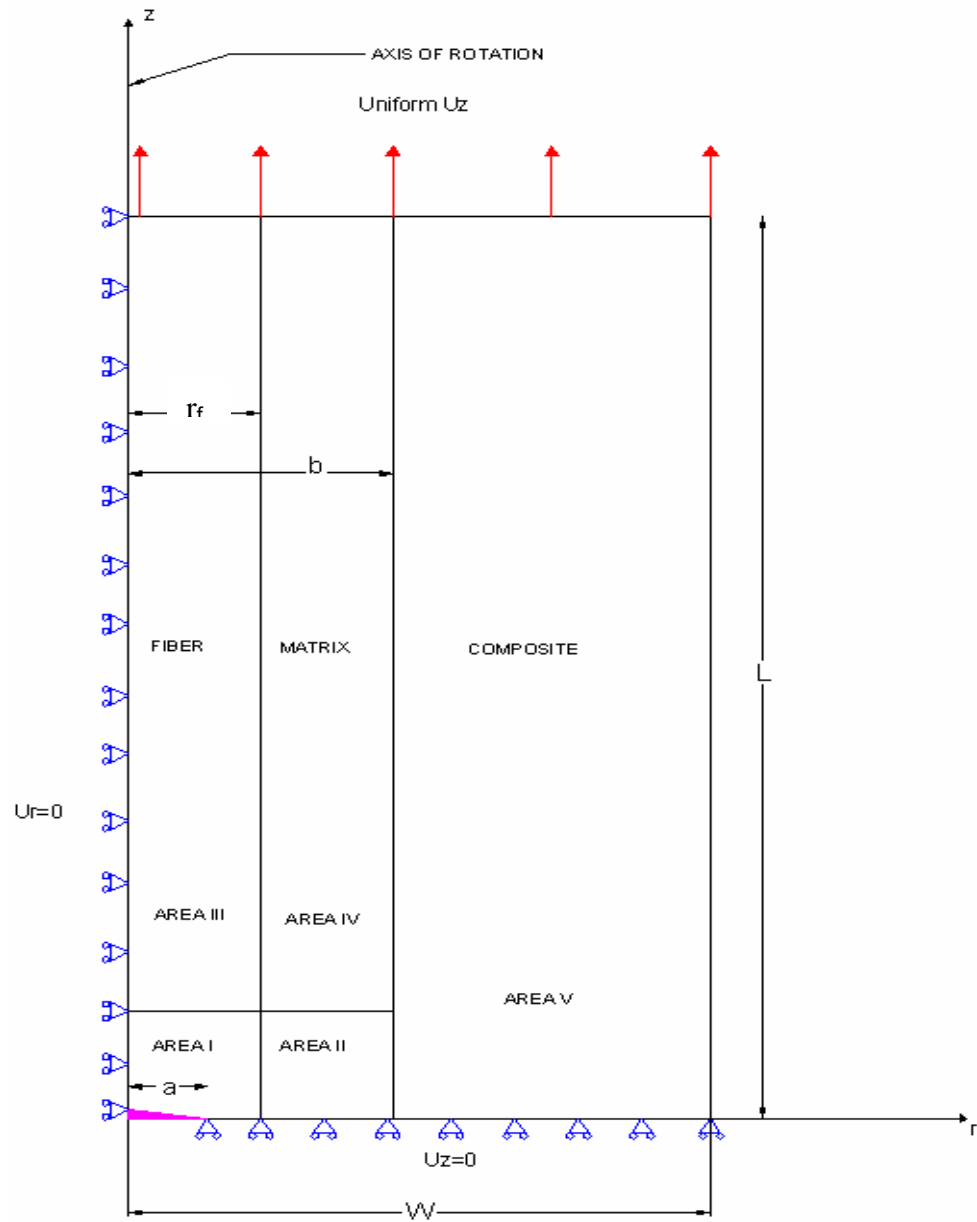 z
AXIS OF ROTATION
Uniform Uz
rf
b
FIBER
MATRIX
COMPOSITE
L
Ur=0
AREA III
AREA IV
AREA V
AREA I
AREA II
a
r
Uz=0
W